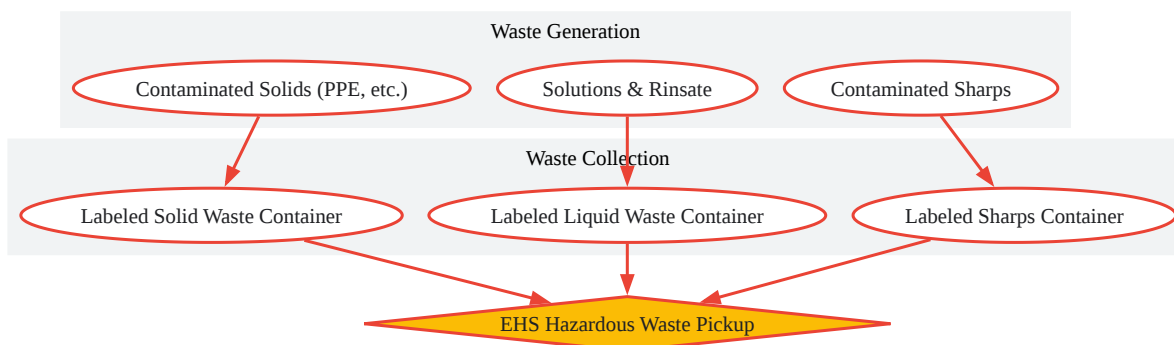 Waste Generation
Contaminated Solids (PPE, etc.)
Solutions & Rinsate
Contaminated Sharps
Waste Collection
Labeled Solid Waste Container
Labeled Liquid Waste Container
Labeled Sharps Container
EHS Hazardous Waste Pickup